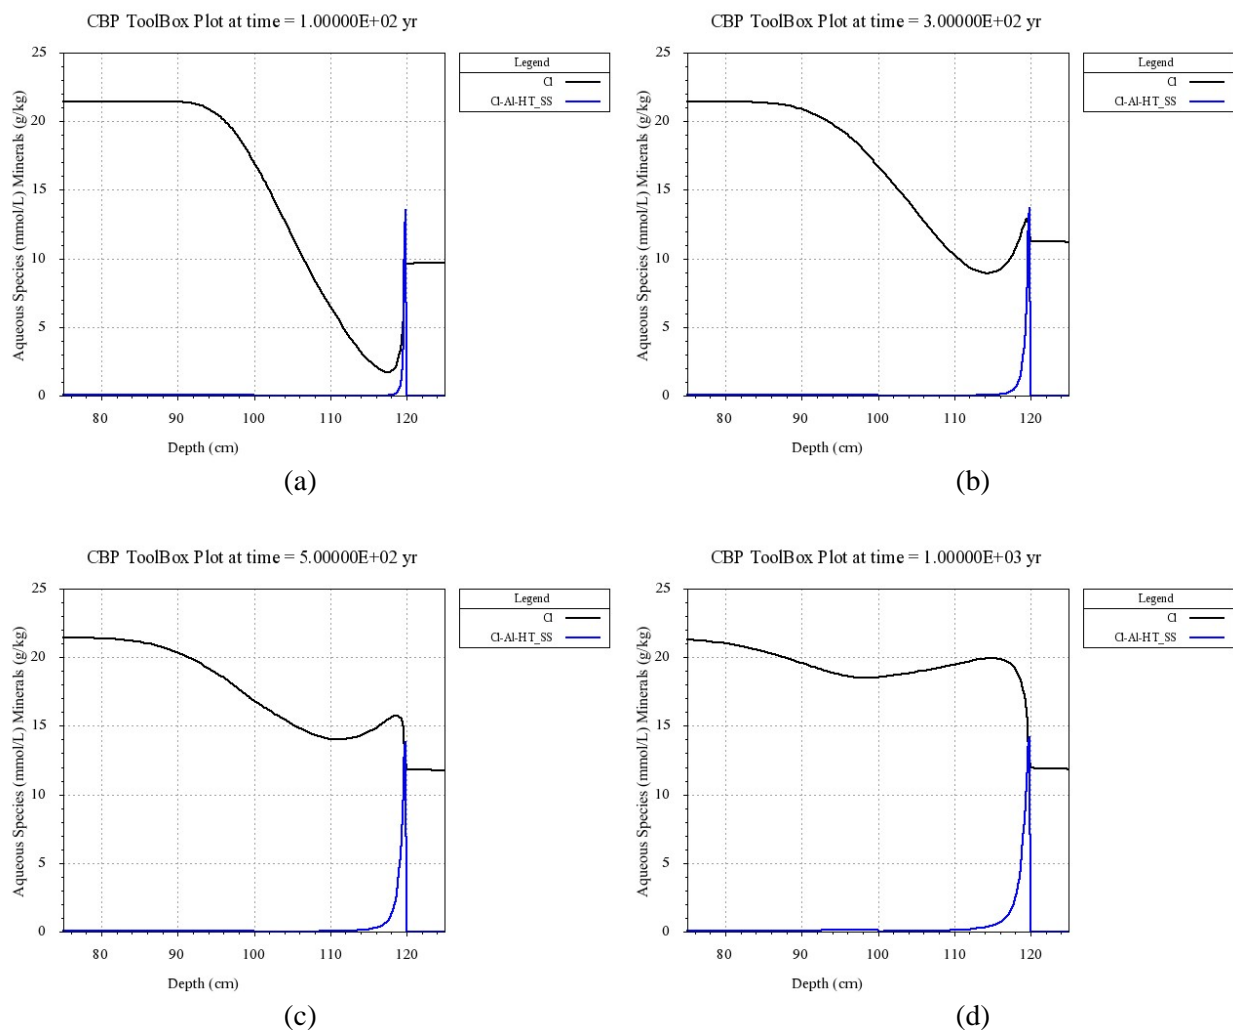 CBP ToolBox Plot at time = 1.00000E+02 yr
Aqueous Species (mmol/L) Minerals (g/kg)
25
20
15
10
5
0
80 90 100 110 120
Depth (cm)
Legend
Cl
Cl-Al-HT_SS
(a)
CBP ToolBox Plot at time = 3.00000E+02 yr
Aqueous Species (mmol/L) Minerals (g/kg)
25
20
15
10
5
0
80 90 100 110 120
Depth (cm)
Legend
Cl
Cl-Al-HT_SS
(b)
CBP ToolBox Plot at time = 5.00000E+02 yr
Aqueous Species (mmol/L) Minerals (g/kg)
25
20
15
10
5
0
80 90 100 110 120
Depth (cm)
Legend
Cl
Cl-Al-HT_SS
(c)
CBP ToolBox Plot at time = 1.00000E+03 yr
Aqueous Species (mmol/L) Minerals (g/kg)
25
20
15
10
5
0
80 90 100 110 120
Depth (cm)
Legend
Cl
Cl-Al-HT_SS
(d)